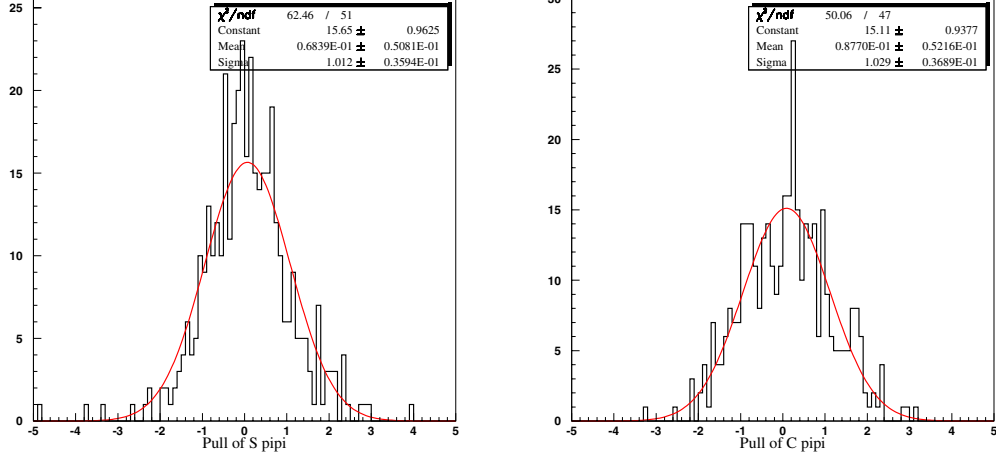 χ²/ndf 62.46 / 51
Constant 15.65 ± 0.9625
Mean 0.6839E-01 ± 0.5081E-01
Sigma 1.012 ± 0.3594E-01
25
20
15
10
5
0
-5 -4 -3 -2 -1 0 1 2 3 4 5
Pull of S pipi
χ²/ndf 50.06 / 47
Constant 15.11 ± 0.9377
Mean 0.8770E-01 ± 0.5216E-01
Sigma 1.029 ± 0.3689E-01
30
25
20
15
10
5
0
-5 -4 -3 -2 -1 0 1 2 3 4 5
Pull of C pipi